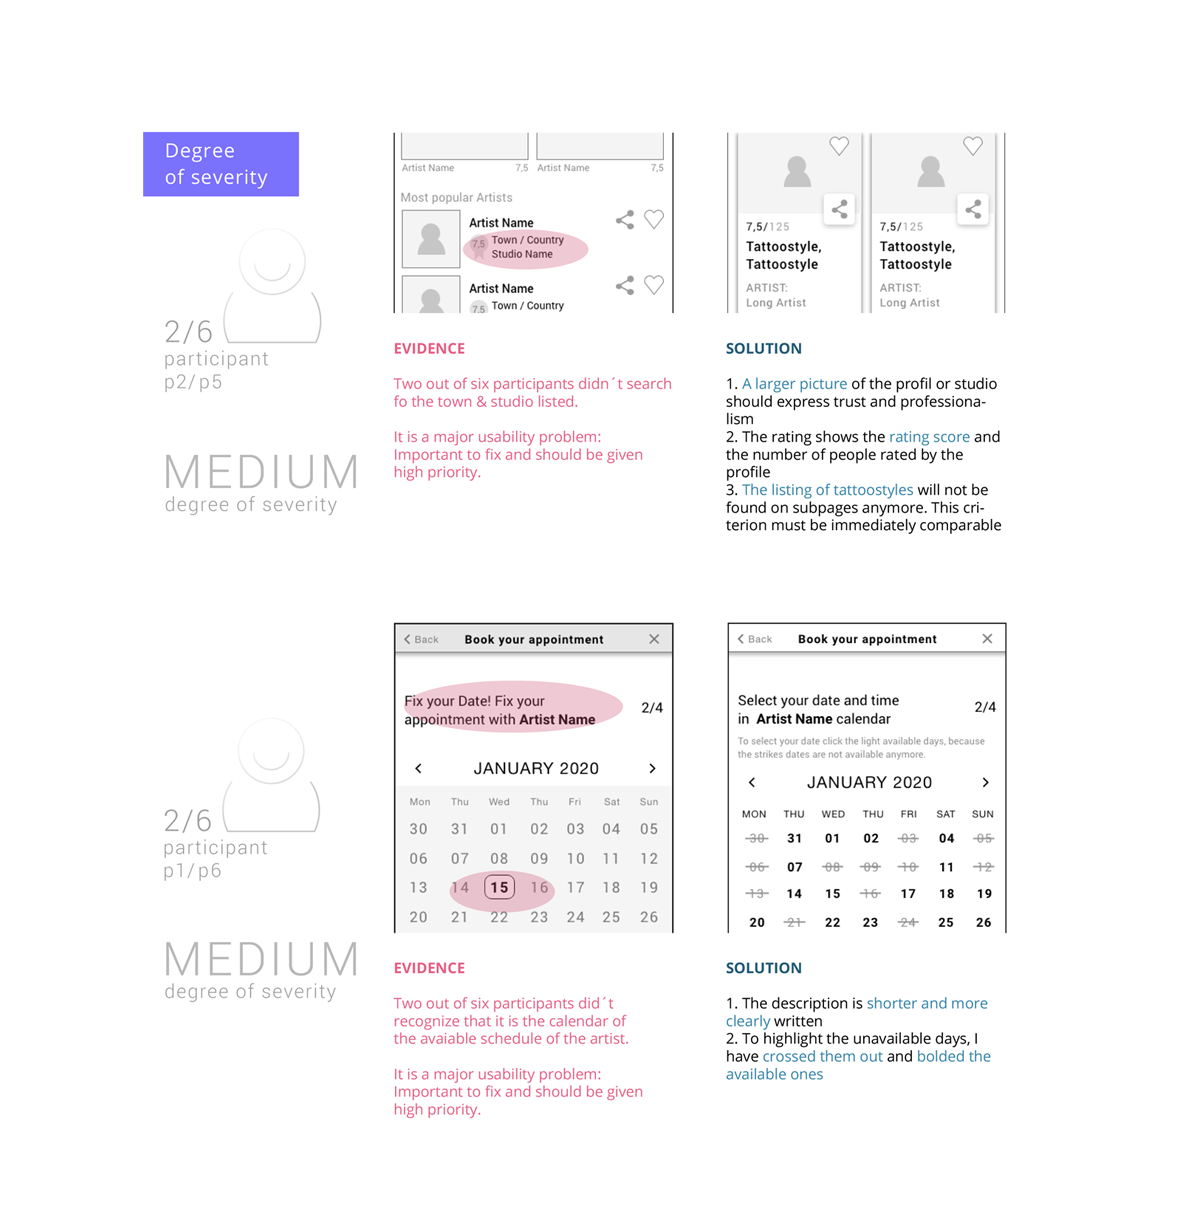 Degree
of severity
2/6
participant
p2/p5
MEDIUM
degree of severity
Artist Name 7,5 Artist Name 7,5
Most popular Artists
Artist Name
7,5 Town / Country
Studio Name
Artist Name
7,5 Town / Country
EVIDENCE
Two out of six participants didn´t search
fo the town & studio listed.
It is a major usability problem:
Important to fix and should be given
high priority.
7,5/125 7,5/125
Tattoostyle, Tattoostyle,
Tattoostyle Tattoostyle
ARTIST: ARTIST:
Long Artist Long Artist
SOLUTION
1. A larger picture of the profil or studio
should express trust and professiona-
lism
2. The rating shows the rating score and
the number of people rated by the
profile
3. The listing of tattoostyles will not be
found on subpages anymore. This cri-
terion must be immediately comparable
2/6
participant
p1/p6
MEDIUM
degree of severity
Back Book your appointment
Fix your Date! Fix your
appointment with Artist Name 2/4
JANUARY 2020
Mon Thu Wed Thu Fri Sat Sun
30 31 01 02 03 04 05
06 07 08 09 10 11 12
13 14 15 16 17 18 19
20 21 22 23 24 25 26
EVIDENCE
Two out of six participants did´t
recognize that it is the calendar of
the avaiable schedule of the artist.
It is a major usability problem:
Important to fix and should be given
high priority.
Back Book your appointment
Select your date and time
in Artist Name calendar 2/4
To select your date click the light available days, because
the strikes dates are not available anymore.
JANUARY 2020
MON THU WED THU FRI SAT SUN
30 31 01 02 03 04 05
06 07 08 09 10 11 12
13 14 15 16 17 18 19
20 21 22 23 24 25 26
SOLUTION
1. The description is shorter and more
clearly written
2. To highlight the unavailable days, I
have crossed them out and bolded the
available ones